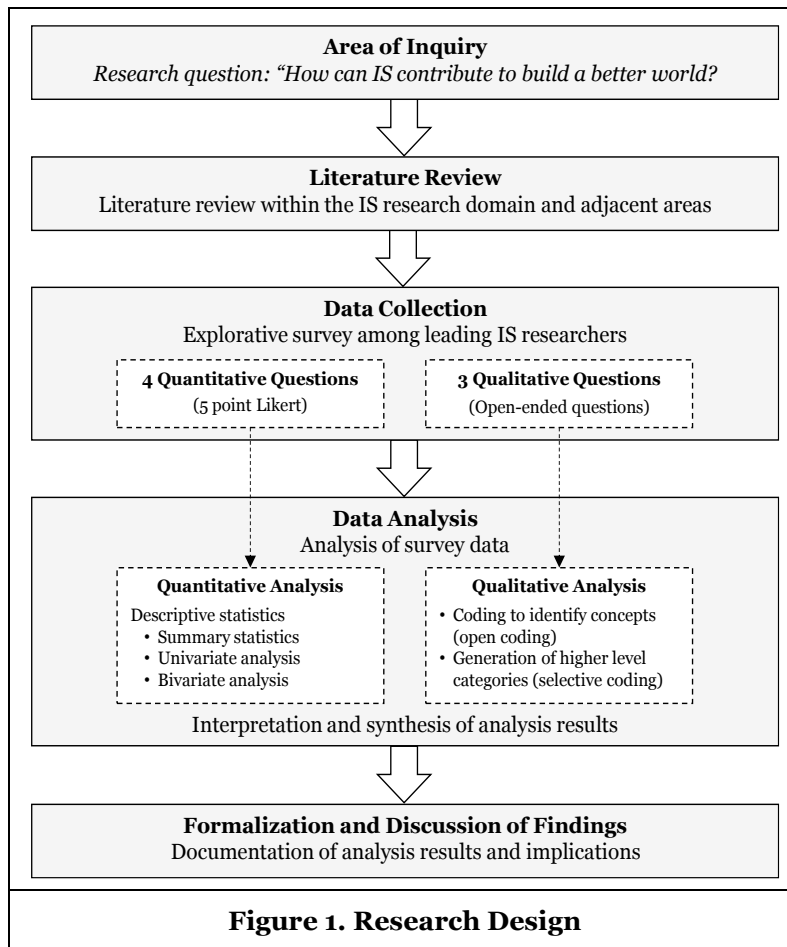 Area of Inquiry
Research question: “How can IS contribute to build a better world?
Literature Review
Literature review within the IS research domain and adjacent areas
Data Collection
Explorative survey among leading IS researchers
4 Quantitative Questions
(5 point Likert)
3 Qualitative Questions
(Open-ended questions)
Data Analysis
Analysis of survey data
Quantitative Analysis
Descriptive statistics
• Summary statistics
• Univariate analysis
• Bivariate analysis
Qualitative Analysis
• Coding to identify concepts
(open coding)
• Generation of higher level
categories (selective coding)
Interpretation and synthesis of analysis results
Formalization and Discussion of Findings
Documentation of analysis results and implications
Figure 1. Research Design